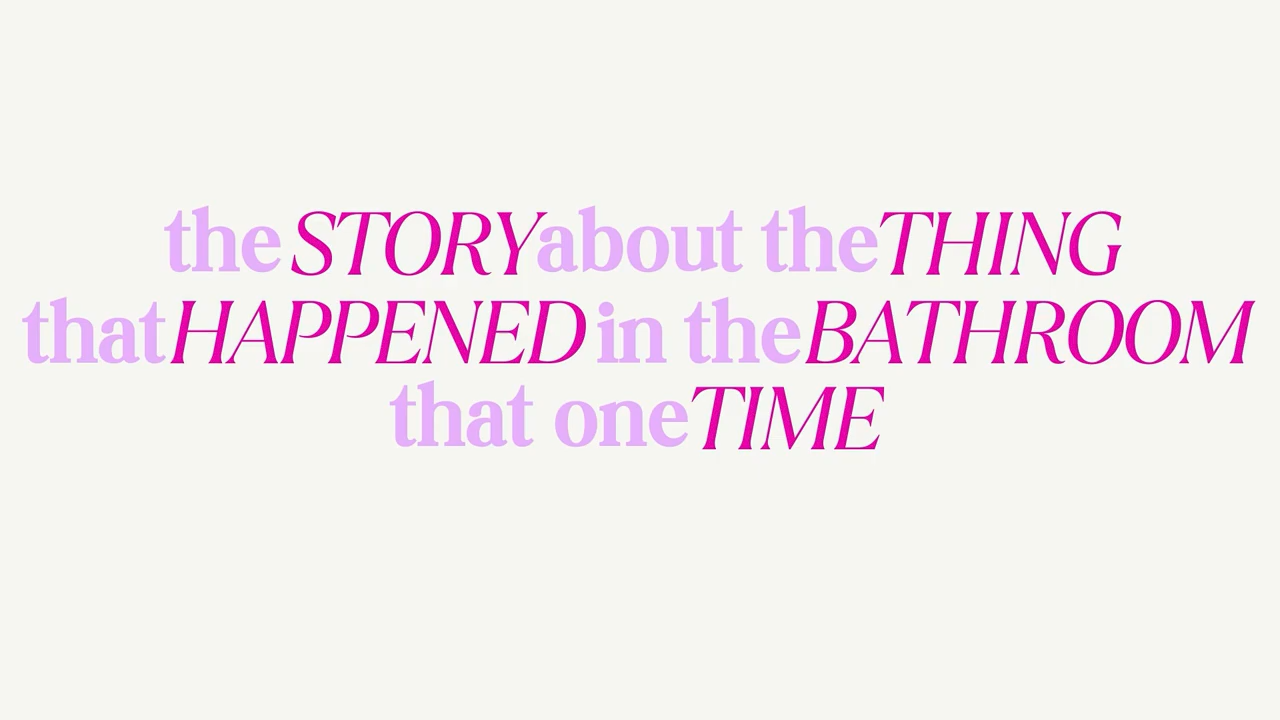 the STORY about the THING
that HAPPENED in the BATHROOM
that one TIME